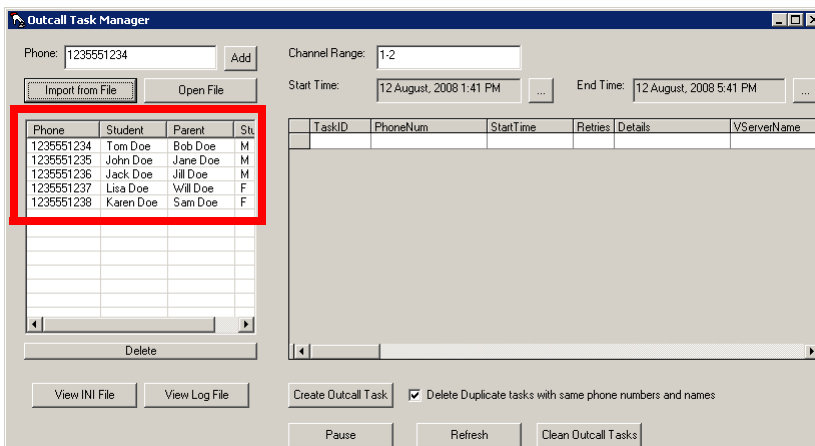 Outcall Task Manager
Phone: 1235551234 Add Channel Range: 1-2
Import from File Open File Start Time: 12 August, 2008 1:41 PM ... End Time: 12 August, 2008 5:41 PM ...
Phone Student Parent Stu TaskID PhoneNum StartTime Retries Details VServerName
1235551234 Tom Doe Bob Doe M
1235551235 John Doe Jane Doe M
1235551236 Jack Doe Jill Doe M
1235551237 Lisa Doe Will Doe F
1235551238 Karen Doe Sam Doe F
Delete
View INI File View Log File Create Outcall Task Delete Duplicate tasks with same phone numbers and names
Pause Refresh Clean Outcall Tasks